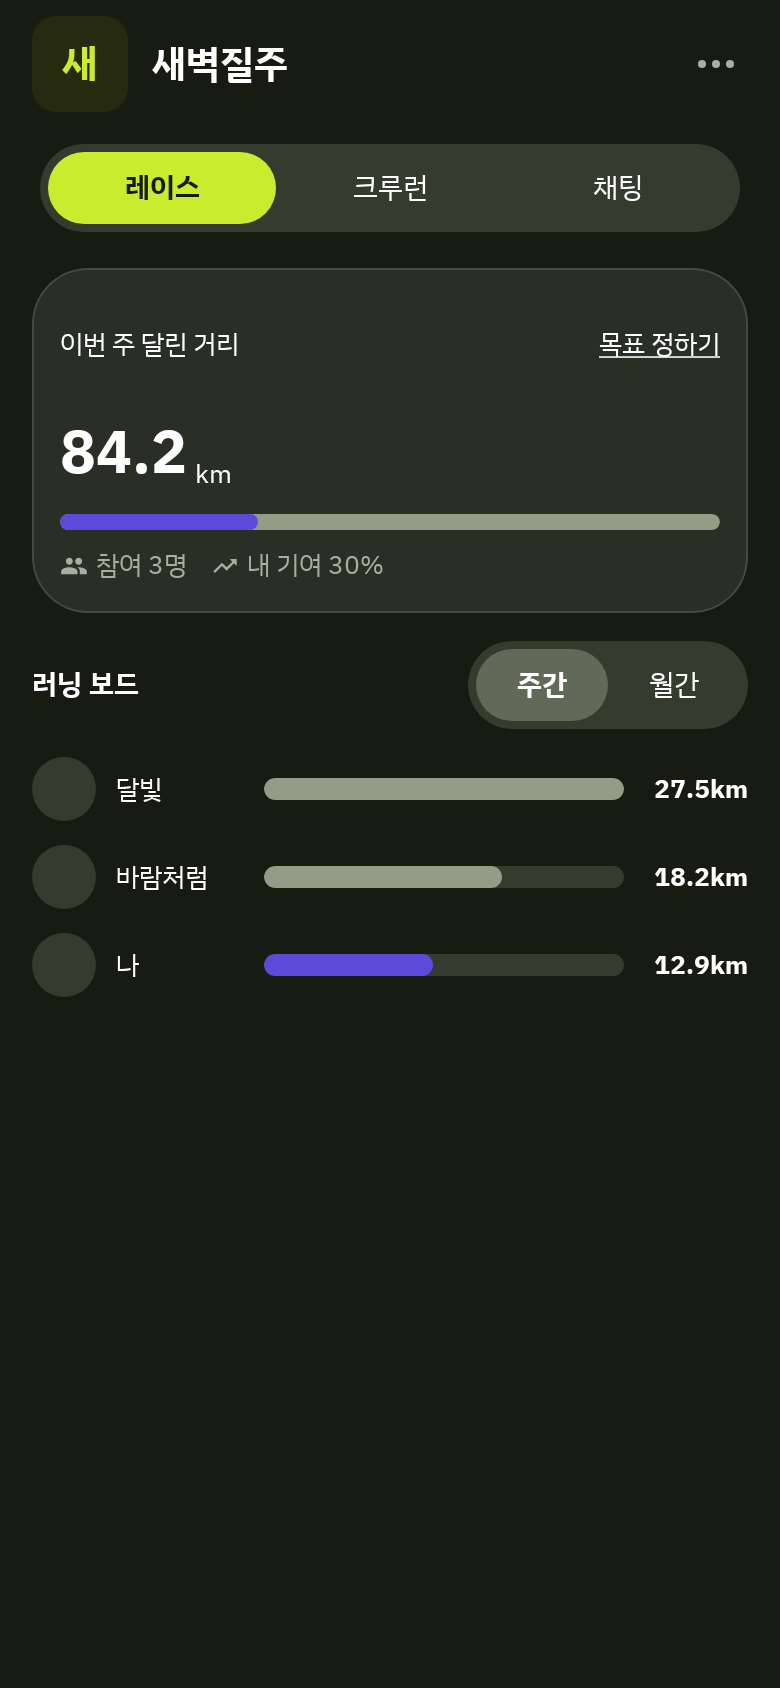 새 새벽질주
레이스 크루런 채팅
이번 주 달린 거리 목표 정하기
84.2 km
참여 3명 내 기여 30%
러닝 보드 주간 월간
달빛 27.5km
바람처럼 18.2km
나 12.9km